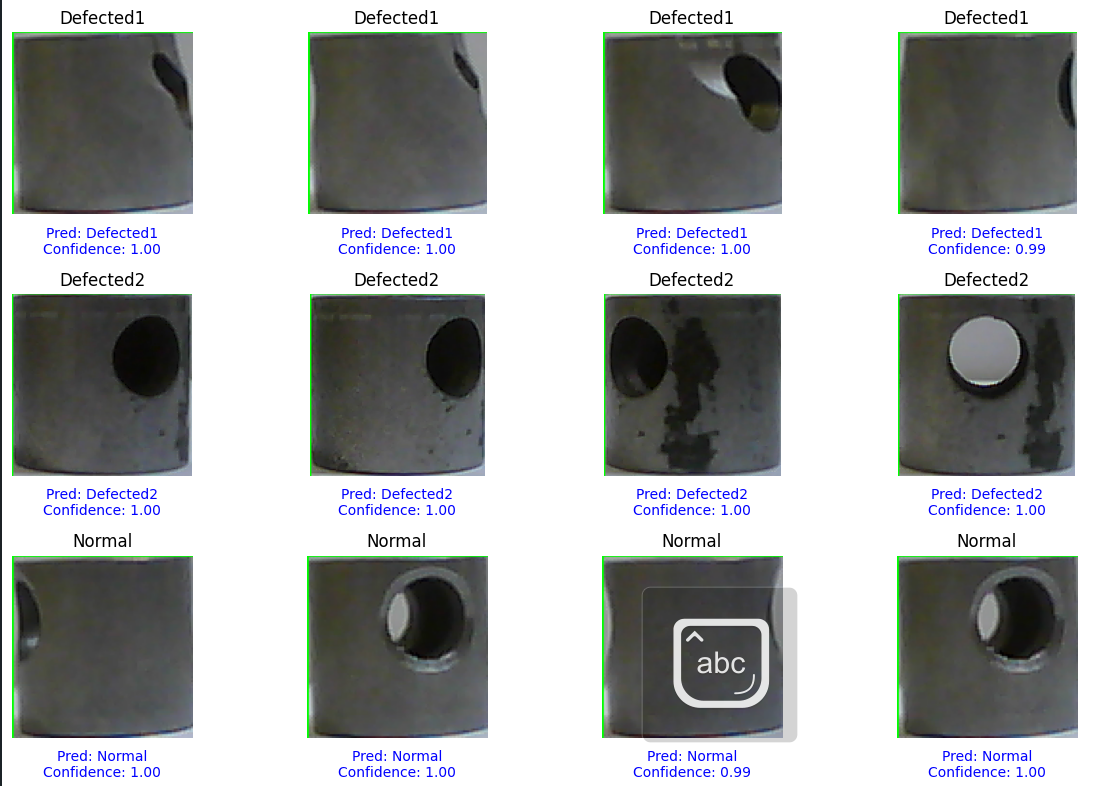 Defected1 Defected1 Defected1 Defected1
Pred: Defected1 Pred: Defected1 Pred: Defected1 Pred: Defected1
Confidence: 1.00 Confidence: 1.00 Confidence: 1.00 Confidence: 0.99
Defected2 Defected2 Defected2 Defected2
Pred: Defected2 Pred: Defected2 Pred: Defected2 Pred: Defected2
Confidence: 1.00 Confidence: 1.00 Confidence: 1.00 Confidence: 1.00
Normal Normal Normal Normal
abc
Pred: Normal Pred: Normal Pred: Normal Pred: Normal
Confidence: 1.00 Confidence: 1.00 Confidence: 0.99 Confidence: 1.00